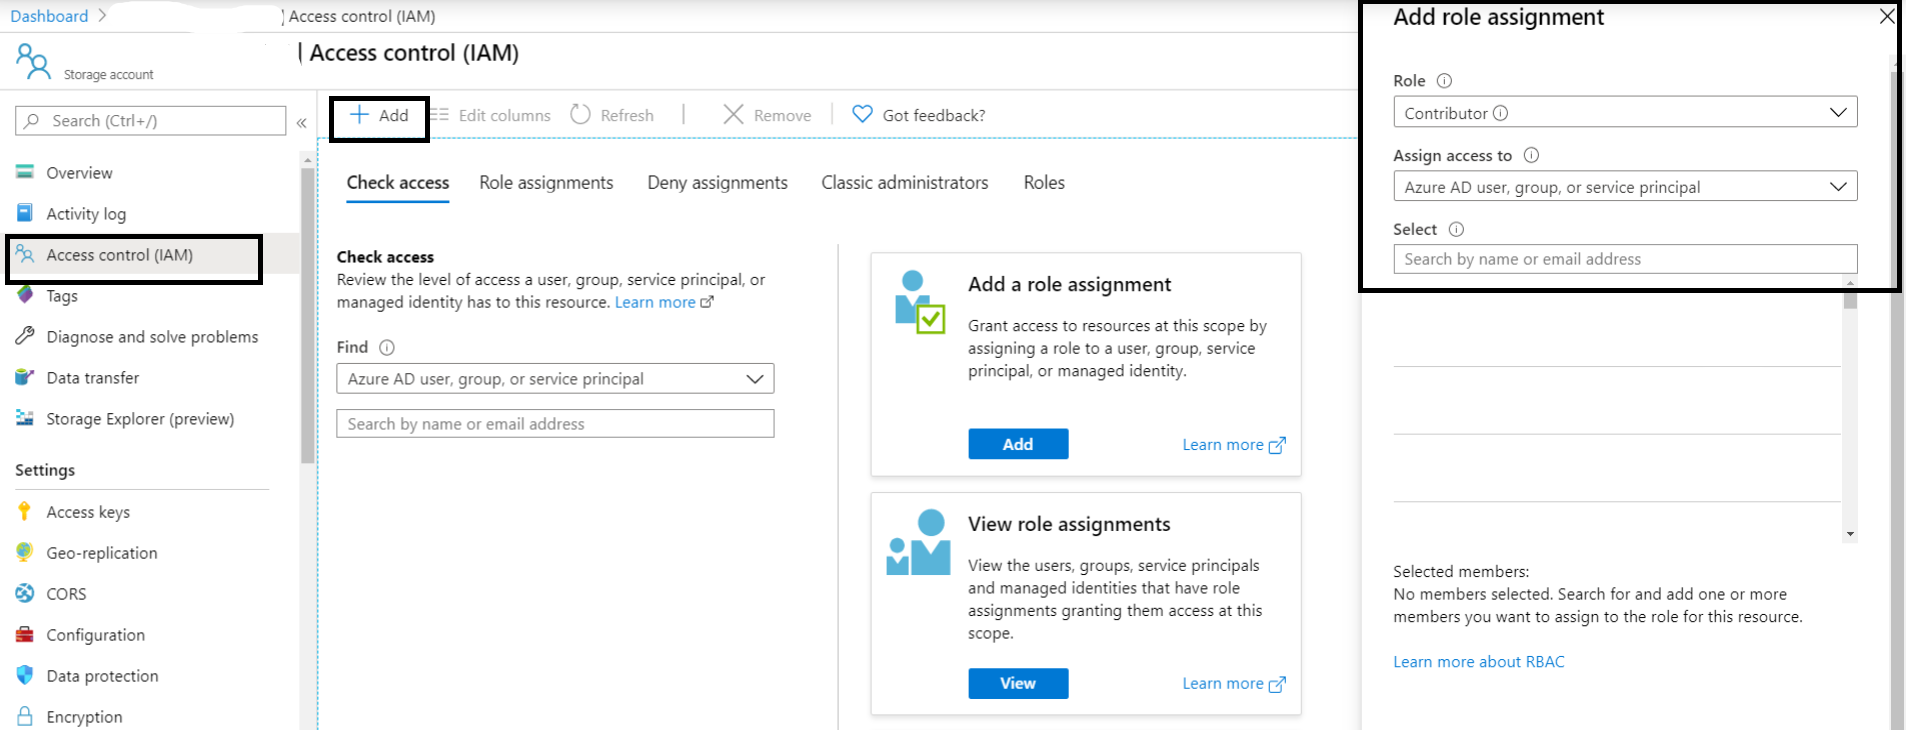 Dashboard
Access control (IAM)
| Access control (IAM)
Storage account
Search (Ctrl+/)
«
Overview
Activity log
Access control (IAM)
Tags
Diagnose and solve problems
Data transfer
Storage Explorer (preview)
Settings
Access keys
Geo-replication
CORS
Configuration
Data protection
Encryption
Add
Edit columns
Refresh
Remove
Got feedback?
Check access
Role assignments
Deny assignments
Classic administrators
Roles
Check access
Review the level of access a user, group, service principal, or
managed identity has to this resource. Learn more
Find
Azure AD user, group, or service principal
Search by name or email address
Add a role assignment
Grant access to resources at this scope by
assigning a role to a user, group, service
principal, or managed identity.
Add
Learn more
View role assignments
View the users, groups, service principals
and managed identities that have role
assignments granting them access at this
scope.
View
Learn more
Add role assignment
Role
Contributor
Assign access to
Azure AD user, group, or service principal
Select
Search by name or email address
Selected members:
No members selected. Search for and add one or more
members you want to assign to the role for this resource.
Learn more about RBAC